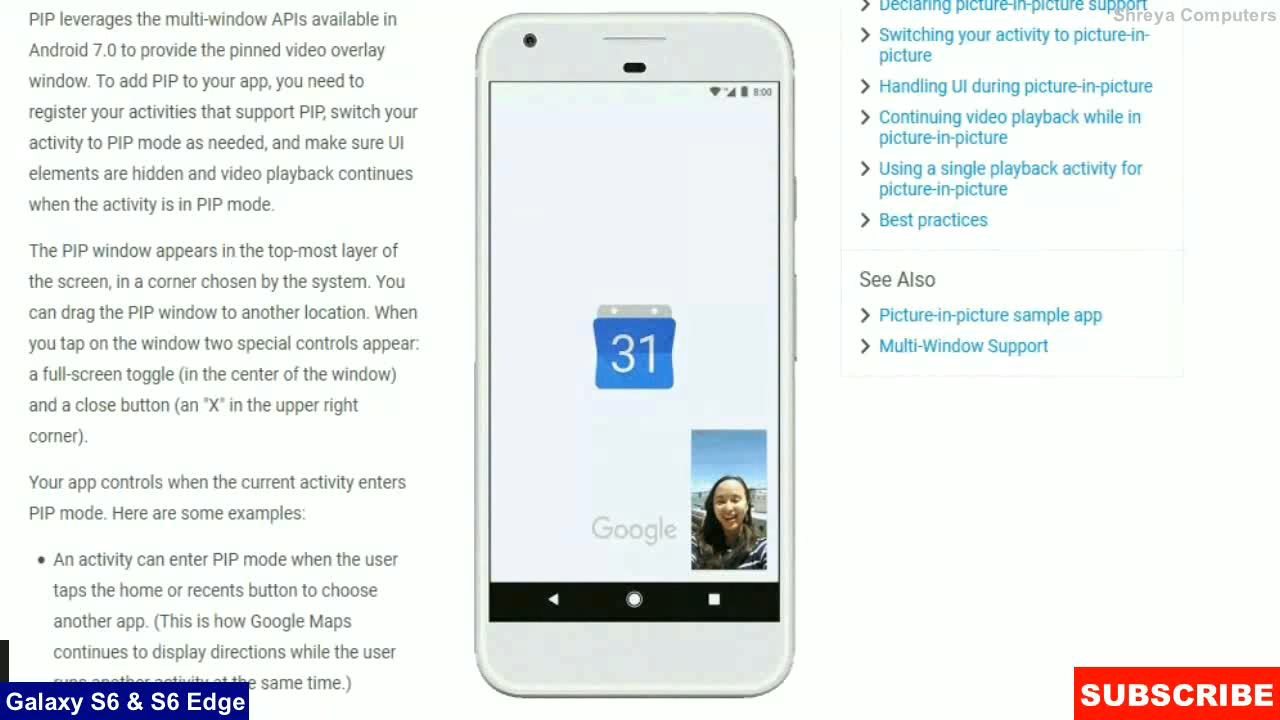 PIP leverages the multi-window APIs available in
Android 7.0 to provide the pinned video overlay
window. To add PIP to your app, you need to
register your activities that support PIP, switch your
activity to PIP mode as needed, and make sure UI
elements are hidden and video playback continues
when the activity is in PIP mode.
The PIP window appears in the top-most layer of
the screen, in a corner chosen by the system. You
can drag the PIP window to another location. When
you tap on the window two special controls appear:
a full-screen toggle (in the center of the window)
and a close button (an "X" in the upper right
corner).
Your app controls when the current activity enters
PIP mode. Here are some examples:
• An activity can enter PIP mode when the user
taps the home or recents button to choose
another app. (This is how Google Maps
continues to display directions while the user
runs another activity at the same time.)
Galaxy S6 & S6 Edge
8:00
31
Google
Declaring picture-in-picture support
Shreya Computers
Switching your activity to picture-in-
picture
Handling UI during picture-in-picture
Continuing video playback while in
picture-in-picture
Using a single playback activity for
picture-in-picture
Best practices
See Also
Picture-in-picture sample app
Multi-Window Support
SUBSCRIBE